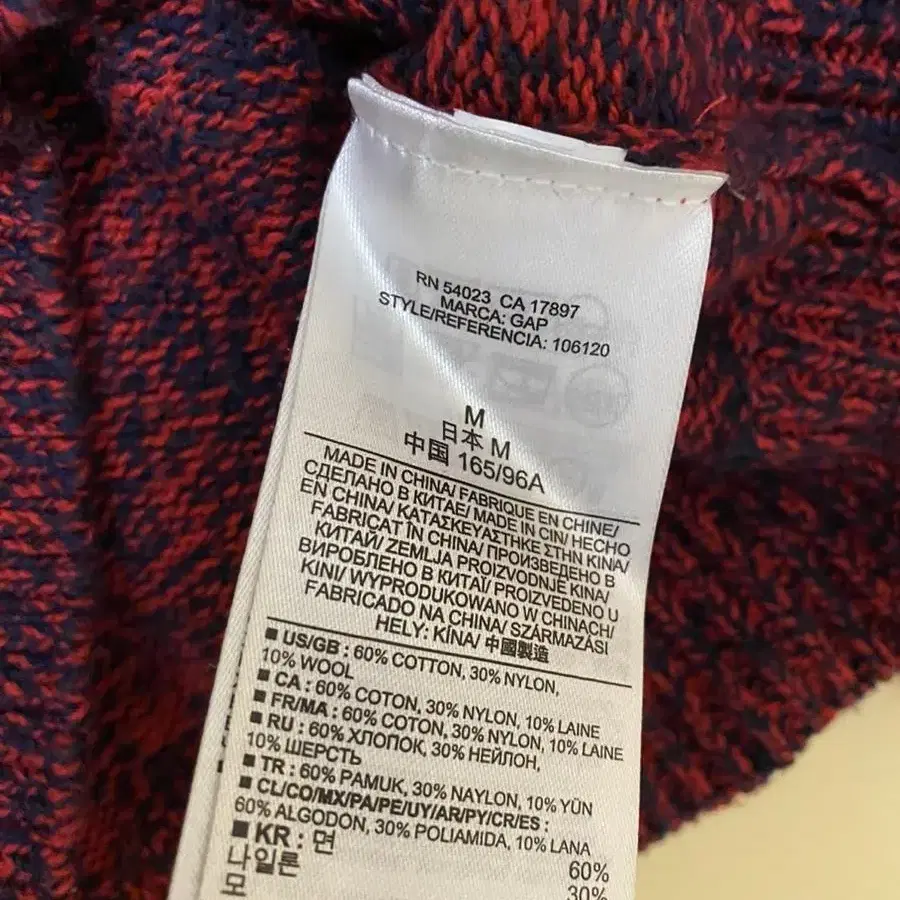 RN 54023 CA 17897
MARCA: GAP
STYLE/REFERENCIA: 106120
M
日本 M
中国 165/96A
MADE IN CHINA/ FABRIQUE EN CHINE/
СДЕЛАНО В КИТАЕ/ MADE IN CIN/ HECHO
EN CHINA/ ΚΑΤΑΣΚΕΥΑΣΤΗΚΕ ΣΤΗΝ ΚΙΝΑ/
FABRICAT ÎN CHINA/ ПРОИЗВЕДЕНО В
КИТАЙ/ ZEMLJA PROIZVODNJE KINA/
ВИРОБЛЕНО В КИТАЇ/ PROIZVEDENO U
KINI/ WYPRODUKOWANO W CHINACH/
FABRICADO NA CHINA/ SZÁRMAZÁSI
HELY: KÍNA/ 中國製造
■ US/GB : 60% COTTON, 30% NYLON,
10% WOOL
■ CA : 60% COTON, 30% NYLON, 10% LAINE
■ FR/MA : 60% COTON, 30% NYLON, 10% LAINE
■ RU : 60% ХЛОПОК, 30% НЕЙЛОН,
10% ШЕРСТЬ
■ TR : 60% PAMUK, 30% NAYLON, 10% YÜN
■ CL/CO/MX/PA/PE/UY/AR/PY/CR/ES :
60% ALGODON, 30% POLIAMIDA, 10% LANA
■ KR : 면 60%
나일론 30%
모